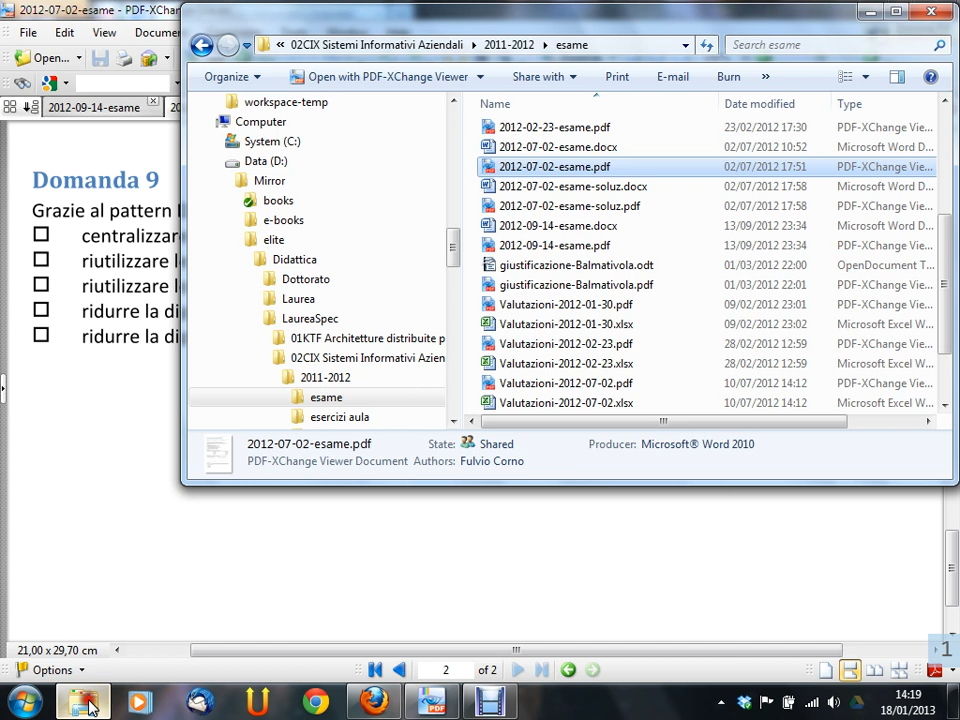 2012-07-02-esame - PDF-XChan
File Edit View Docume
Open...
2012-09-14-esame 20
Domanda 9
Grazie al pattern
centralizzare
riutilizzare
riutilizzare
ridurre la di
ridurre la di
« 02CIX Sistemi Informativi Aziendali 2011-2012 esame
Search esame
Organize Open with PDF-XChange Viewer Share with Print E-mail Burn »
workspace-temp
Computer
System (C:)
Data (D:)
Mirror
books
e-books
elite
Didattica
Dottorato
Laurea
LaureaSpec
01KTF Architetture distribuite p
02CIX Sistemi Informativi Azien
2011-2012
esame
esercizi aula
Name Date modified Type
2012-02-23-esame.pdf 23/02/2012 17:30 PDF-XChange Vie...
2012-07-02-esame.docx 02/07/2012 10:52 Microsoft Word D...
2012-07-02-esame.pdf 02/07/2012 17:51 PDF-XChange Vie...
2012-07-02-esame-soluz.docx 02/07/2012 17:58 Microsoft Word D...
2012-07-02-esame-soluz.pdf 02/07/2012 17:58 PDF-XChange Vie...
2012-09-14-esame.docx 13/09/2012 23:34 Microsoft Word D...
2012-09-14-esame.pdf 13/09/2012 23:34 PDF-XChange Vie...
giustificazione-Balmativola.odt 01/03/2012 22:00 OpenDocument T...
giustificazione-Balmativola.pdf 01/03/2012 22:01 PDF-XChange Vie...
Valutazioni-2012-01-30.pdf 09/02/2012 23:01 PDF-XChange Vie...
Valutazioni-2012-01-30.xlsx 09/02/2012 23:02 Microsoft Excel W...
Valutazioni-2012-02-23.pdf 28/02/2012 12:59 PDF-XChange Vie...
Valutazioni-2012-02-23.xlsx 28/02/2012 12:59 Microsoft Excel W...
Valutazioni-2012-07-02.pdf 10/07/2012 14:12 PDF-XChange Vie...
Valutazioni-2012-07-02.xlsx 10/07/2012 14:12 Microsoft Excel W...
2012-07-02-esame.pdf State: Shared Producer: Microsoft® Word 2010
PDF-XChange Viewer Document Authors: Fulvio Corno
21,00 x 29,70 cm
1
Options 2 of 2
14:19
18/01/2013